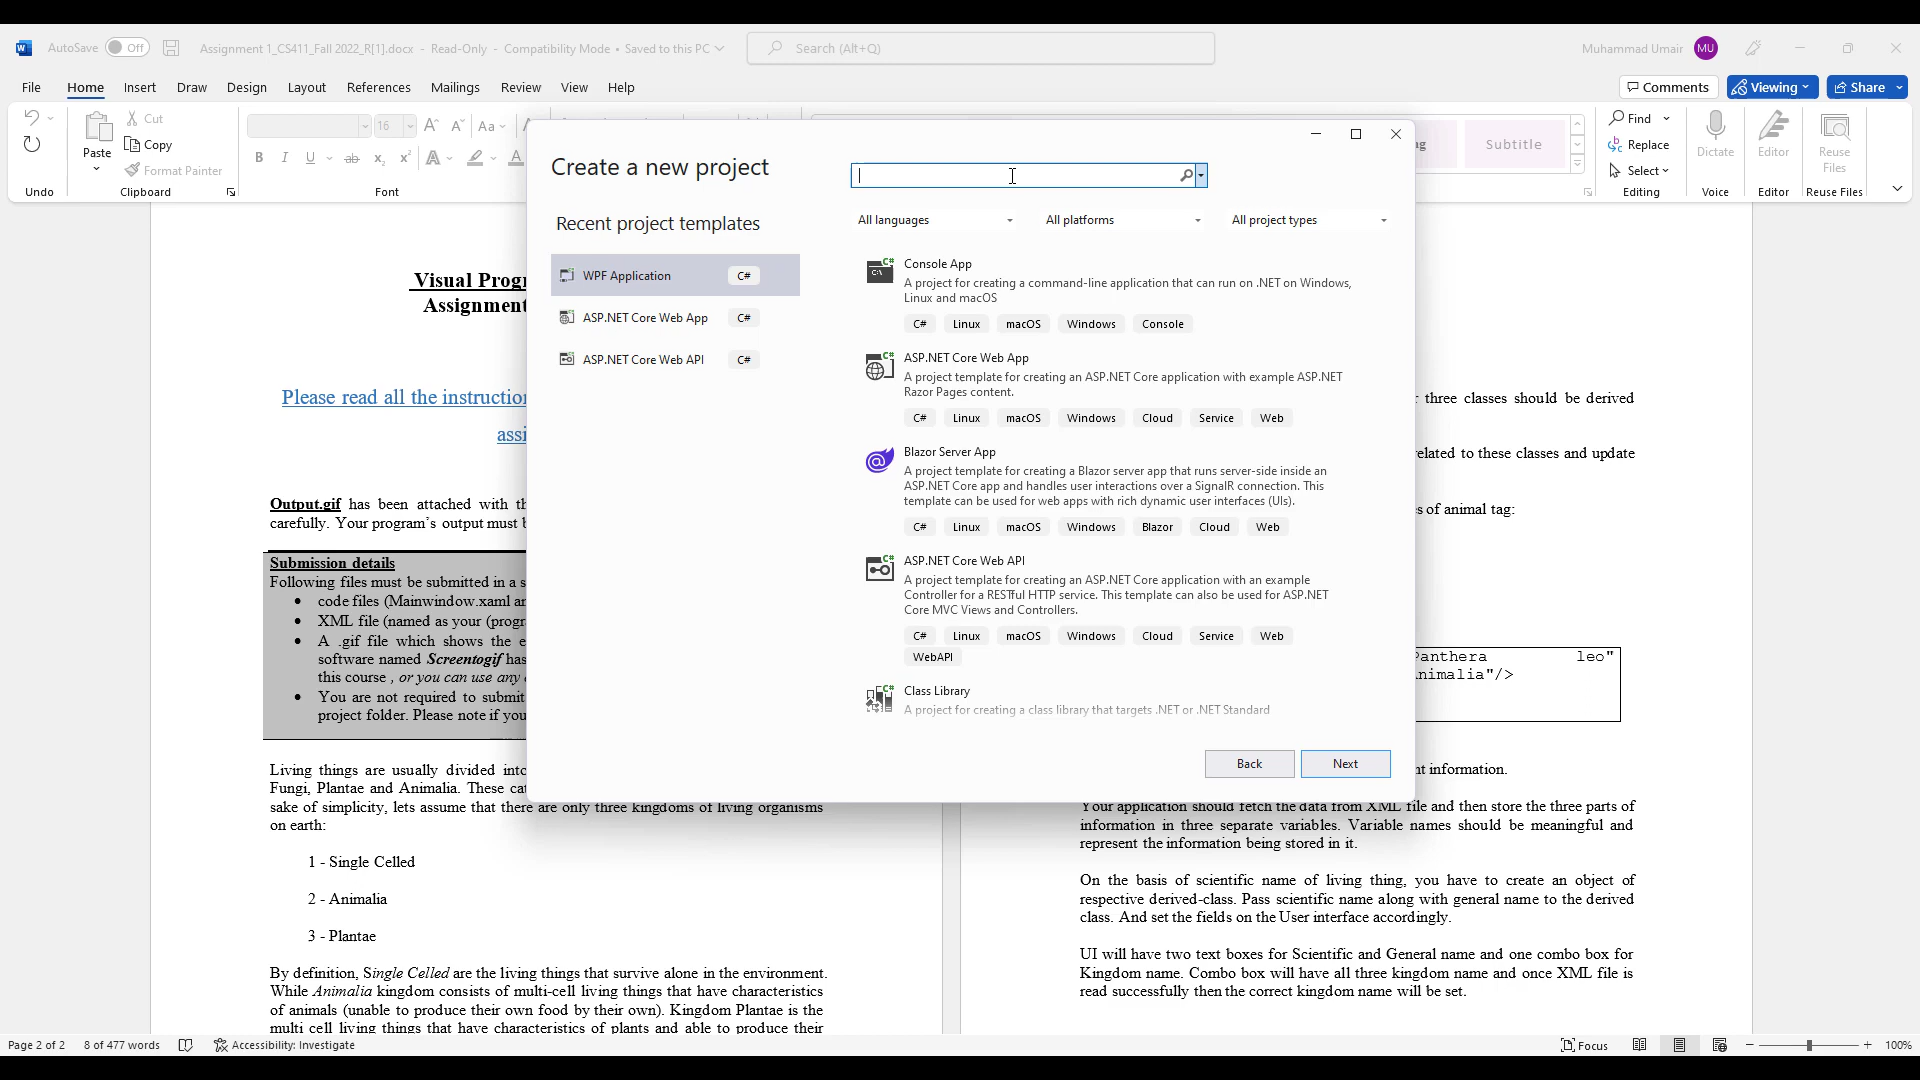 AutoSave Off Assignment 1_CS411_Fall 2022_R[1].docx - Read-Only - Compatibility Mode • Saved to this PC Search (Alt+Q) Muhammad Umair MU
File Home Insert Draw Design Layout References Mailings Review View Help Comments Viewing Share
Undo
Paste
Cut
Copy
Format Painter
Clipboard
16 Aa
B I U ab x₂ x² A A
Font
Subtitle
Find
Replace
Select
Editing
Dictate
Voice
Editor
Editor
Reuse
Files
Reuse Files
Create a new project
Recent project templates
WPF Application C#
ASP.NET Core Web App C#
ASP.NET Core Web API C#
All languages All platforms All project types
Console App
A project for creating a command-line application that can run on .NET on Windows,
Linux and macOS
C# Linux macOS Windows Console
ASP.NET Core Web App
A project template for creating an ASP.NET Core application with example ASP.NET
Razor Pages content.
C# Linux macOS Windows Cloud Service Web
Blazor Server App
A project template for creating a Blazor server app that runs server-side inside an
ASP.NET Core app and handles user interactions over a SignalR connection. This
template can be used for web apps with rich dynamic user interfaces (UIs).
C# Linux macOS Windows Blazor Cloud Web
ASP.NET Core Web API
A project template for creating an ASP.NET Core application with an example
Controller for a RESTful HTTP service. This template can also be used for ASP.NET
Core MVC Views and Controllers.
C# Linux macOS Windows Cloud Service Web
WebAPI
Class Library
A project for creating a class library that targets .NET or .NET Standard
Back Next
Visual Progr
Assignment
Please read all the instruction
assi
Output.gif has been attached with th
carefully. Your program's output must b
Submission details
Following files must be submitted in a s
• code files (Mainwindow.xaml an
• XML file (named as your (progr
• A .gif file which shows the e
software named Screentogif has
this course , or you can use any
• You are not required to submit
project folder. Please note if you
Living things are usually divided into
Fungi, Plantae and Animalia. These cat
sake of simplicity, lets assume that there are only three kingdoms of living organisms
on earth:
1 - Single Celled
2 - Animalia
3 - Plantae
By definition, Single Celled are the living things that survive alone in the environment.
While Animalia kingdom consists of multi-cell living things that have characteristics
of animals (unable to produce their own food by their own). Kingdom Plantae is the
multi cell living things that have characteristics of plants and able to produce their
three classes should be derived
elated to these classes and update
s of animal tag:
Panthera leo"
nimalia"/>
nt information.
Your application should fetch the data from XML file and then store the three parts of
information in three separate variables. Variable names should be meaningful and
represent the information being stored in it.
On the basis of scientific name of living thing, you have to create an object of
respective derived-class. Pass scientific name along with general name to the derived
class. And set the fields on the User interface accordingly.
UI will have two text boxes for Scientific and General name and one combo box for
Kingdom name. Combo box will have all three kingdom name and once XML file is
read successfully then the correct kingdom name will be set.
Page 2 of 2 8 of 477 words Accessibility: Investigate Focus 100%